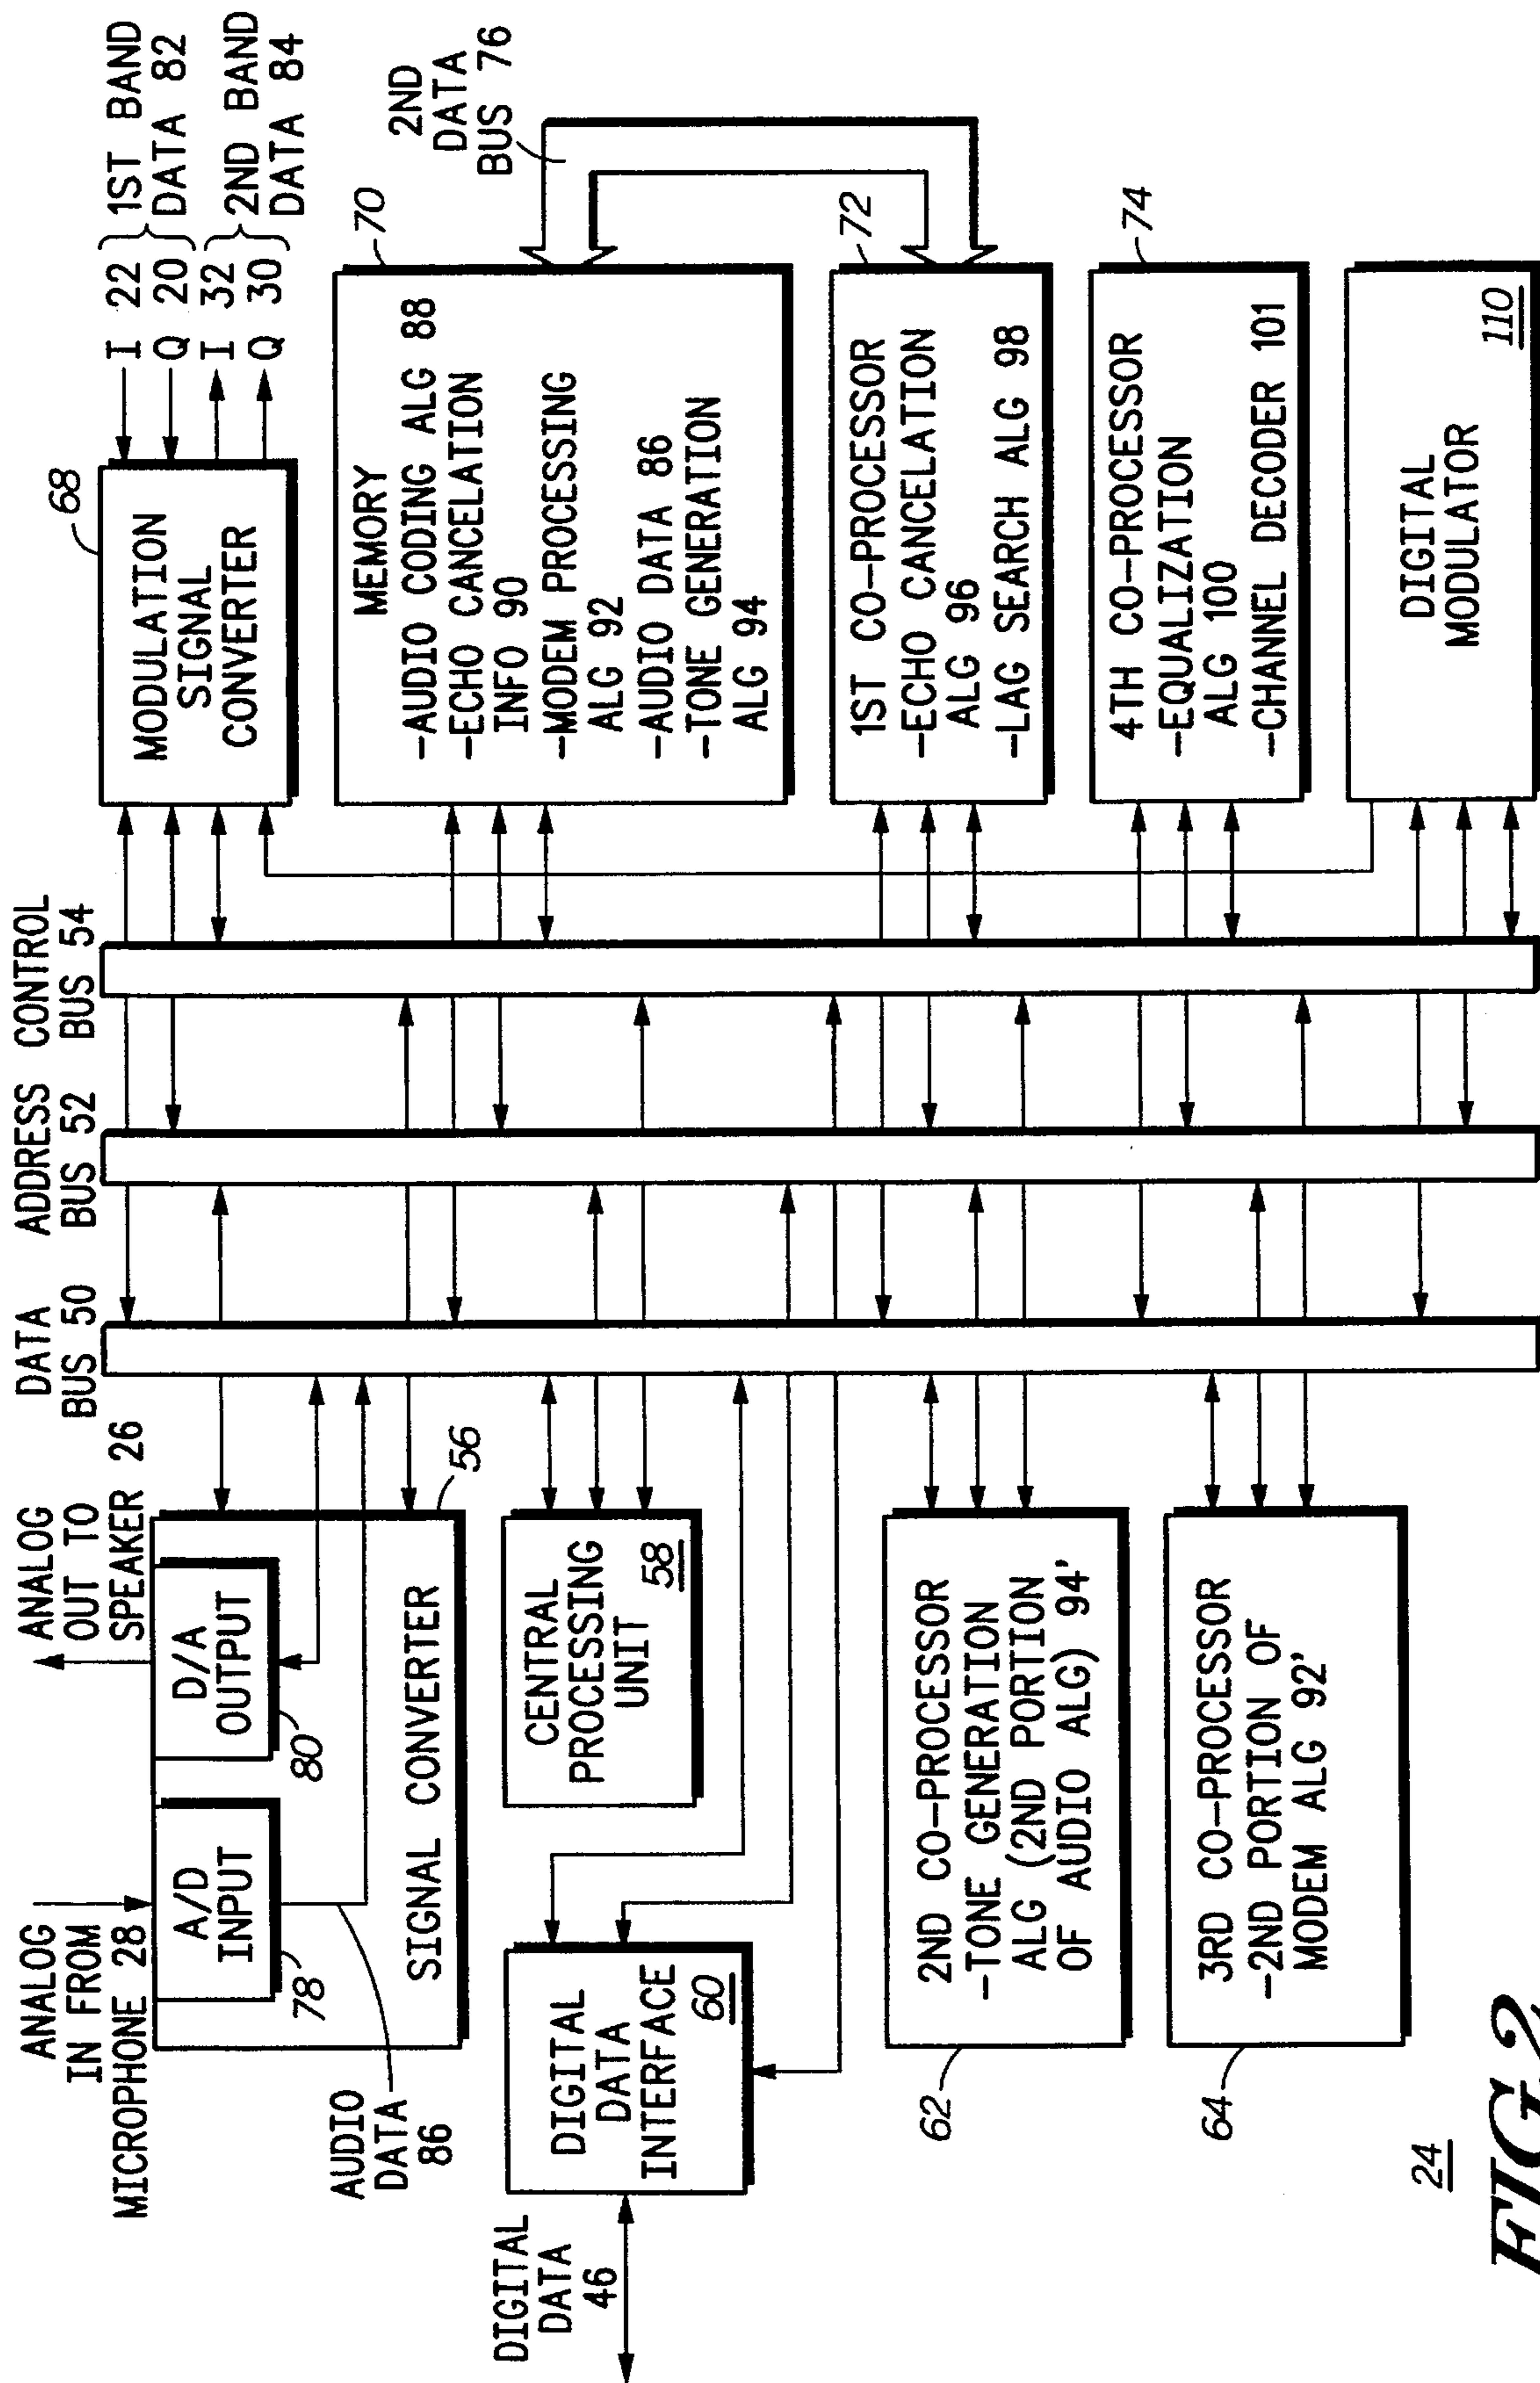 ANALOG
IN FROM
MICROPHONE 28
ANALOG
OUT TO
SPEAKER 26
DATA
BUS 50
ADDRESS
BUS 52
CONTROL
BUS 54
A/D
INPUT
78
D/A
OUTPUT
80
SIGNAL CONVERTER
56
AUDIO
DATA
86
MODULATION
SIGNAL
CONVERTER
68
I 22
Q 20
1ST BAND
DATA 82
I 32
Q 30
2ND BAND
DATA 84
DIGITAL
DATA
46
DIGITAL
DATA
INTERFACE
60
CENTRAL
PROCESSING
UNIT
58
MEMORY
-AUDIO CODING ALG 88
-ECHO CANCELATION
INFO 90
-MODEM PROCESSING
ALG 92
-AUDIO DATA 86
-TONE GENERATION
ALG 94
70
2ND
DATA
BUS 76
2ND CO-PROCESSOR
-TONE GENERATION
ALG (2ND PORTION
OF AUDIO ALG) 94'
62
1ST CO-PROCESSOR
-ECHO CANCELATION
ALG 96
-LAG SEARCH ALG 98
72
3RD CO-PROCESSOR
-2ND PORTION OF
MODEM ALG 92'
64
4TH CO-PROCESSOR
-EQUALIZATION
ALG 100
-CHANNEL DECODER 101
74
DIGITAL
MODULATOR
110
24
FIG.2